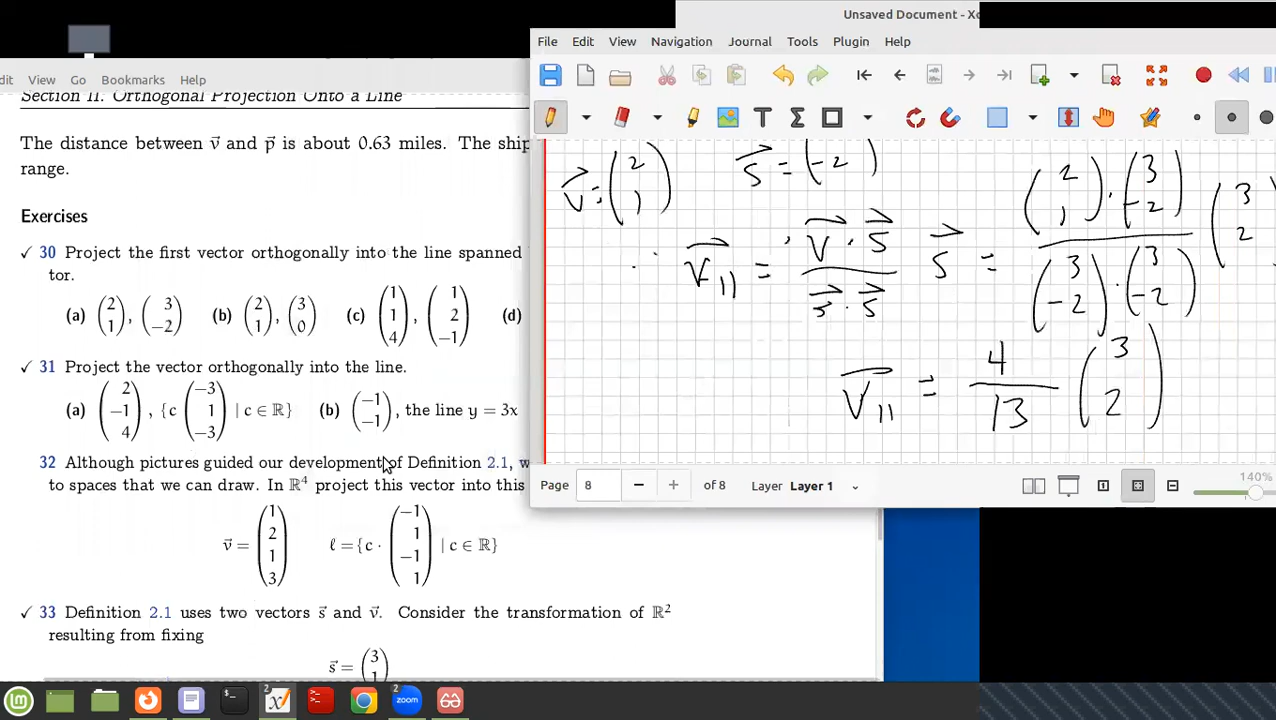 Unsaved Document - Xo
File Edit View Navigation Journal Tools Plugin Help
dit View Go Bookmarks Help
Section II. Orthogonal Projection Onto a Line
The distance between v⃗ and p⃗ is about 0.63 miles. The ship
range.
Exercises
✓ 30 Project the first vector orthogonally into the line spanned
tor.
(a) (2 1), (3 −2) (b) (2 1), (3 0) (c) (1 1 4), (1 2 −1) (d)
✓ 31 Project the vector orthogonally into the line.
(a) (2 −1 4), {c (−3 1 −3) | c ∈ ℝ} (b) (−1 −1), the line y = 3x
32 Although pictures guided our development of Definition 2.1, w
to spaces that we can draw. In ℝ⁴ project this vector into this
v⃗ = (1 2 1 3) ℓ = {c · (−1 1 −1 1) | c ∈ ℝ}
✓ 33 Definition 2.1 uses two vectors s⃗ and v⃗. Consider the transformation of ℝ²
resulting from fixing
s⃗ = (3 1)
v⃗ = (2 1) s⃗ = (−2)
v⃗₁₁ = v⃗ · s⃗ / s⃗ · s⃗ s⃗ = (2 1) · (3 −2) / (3 −2) · (3 −2) (3 2
v⃗₁₁ = 4/13 (3 2)
Page 8 of 8 Layer Layer 1 140%
2 2
zoom